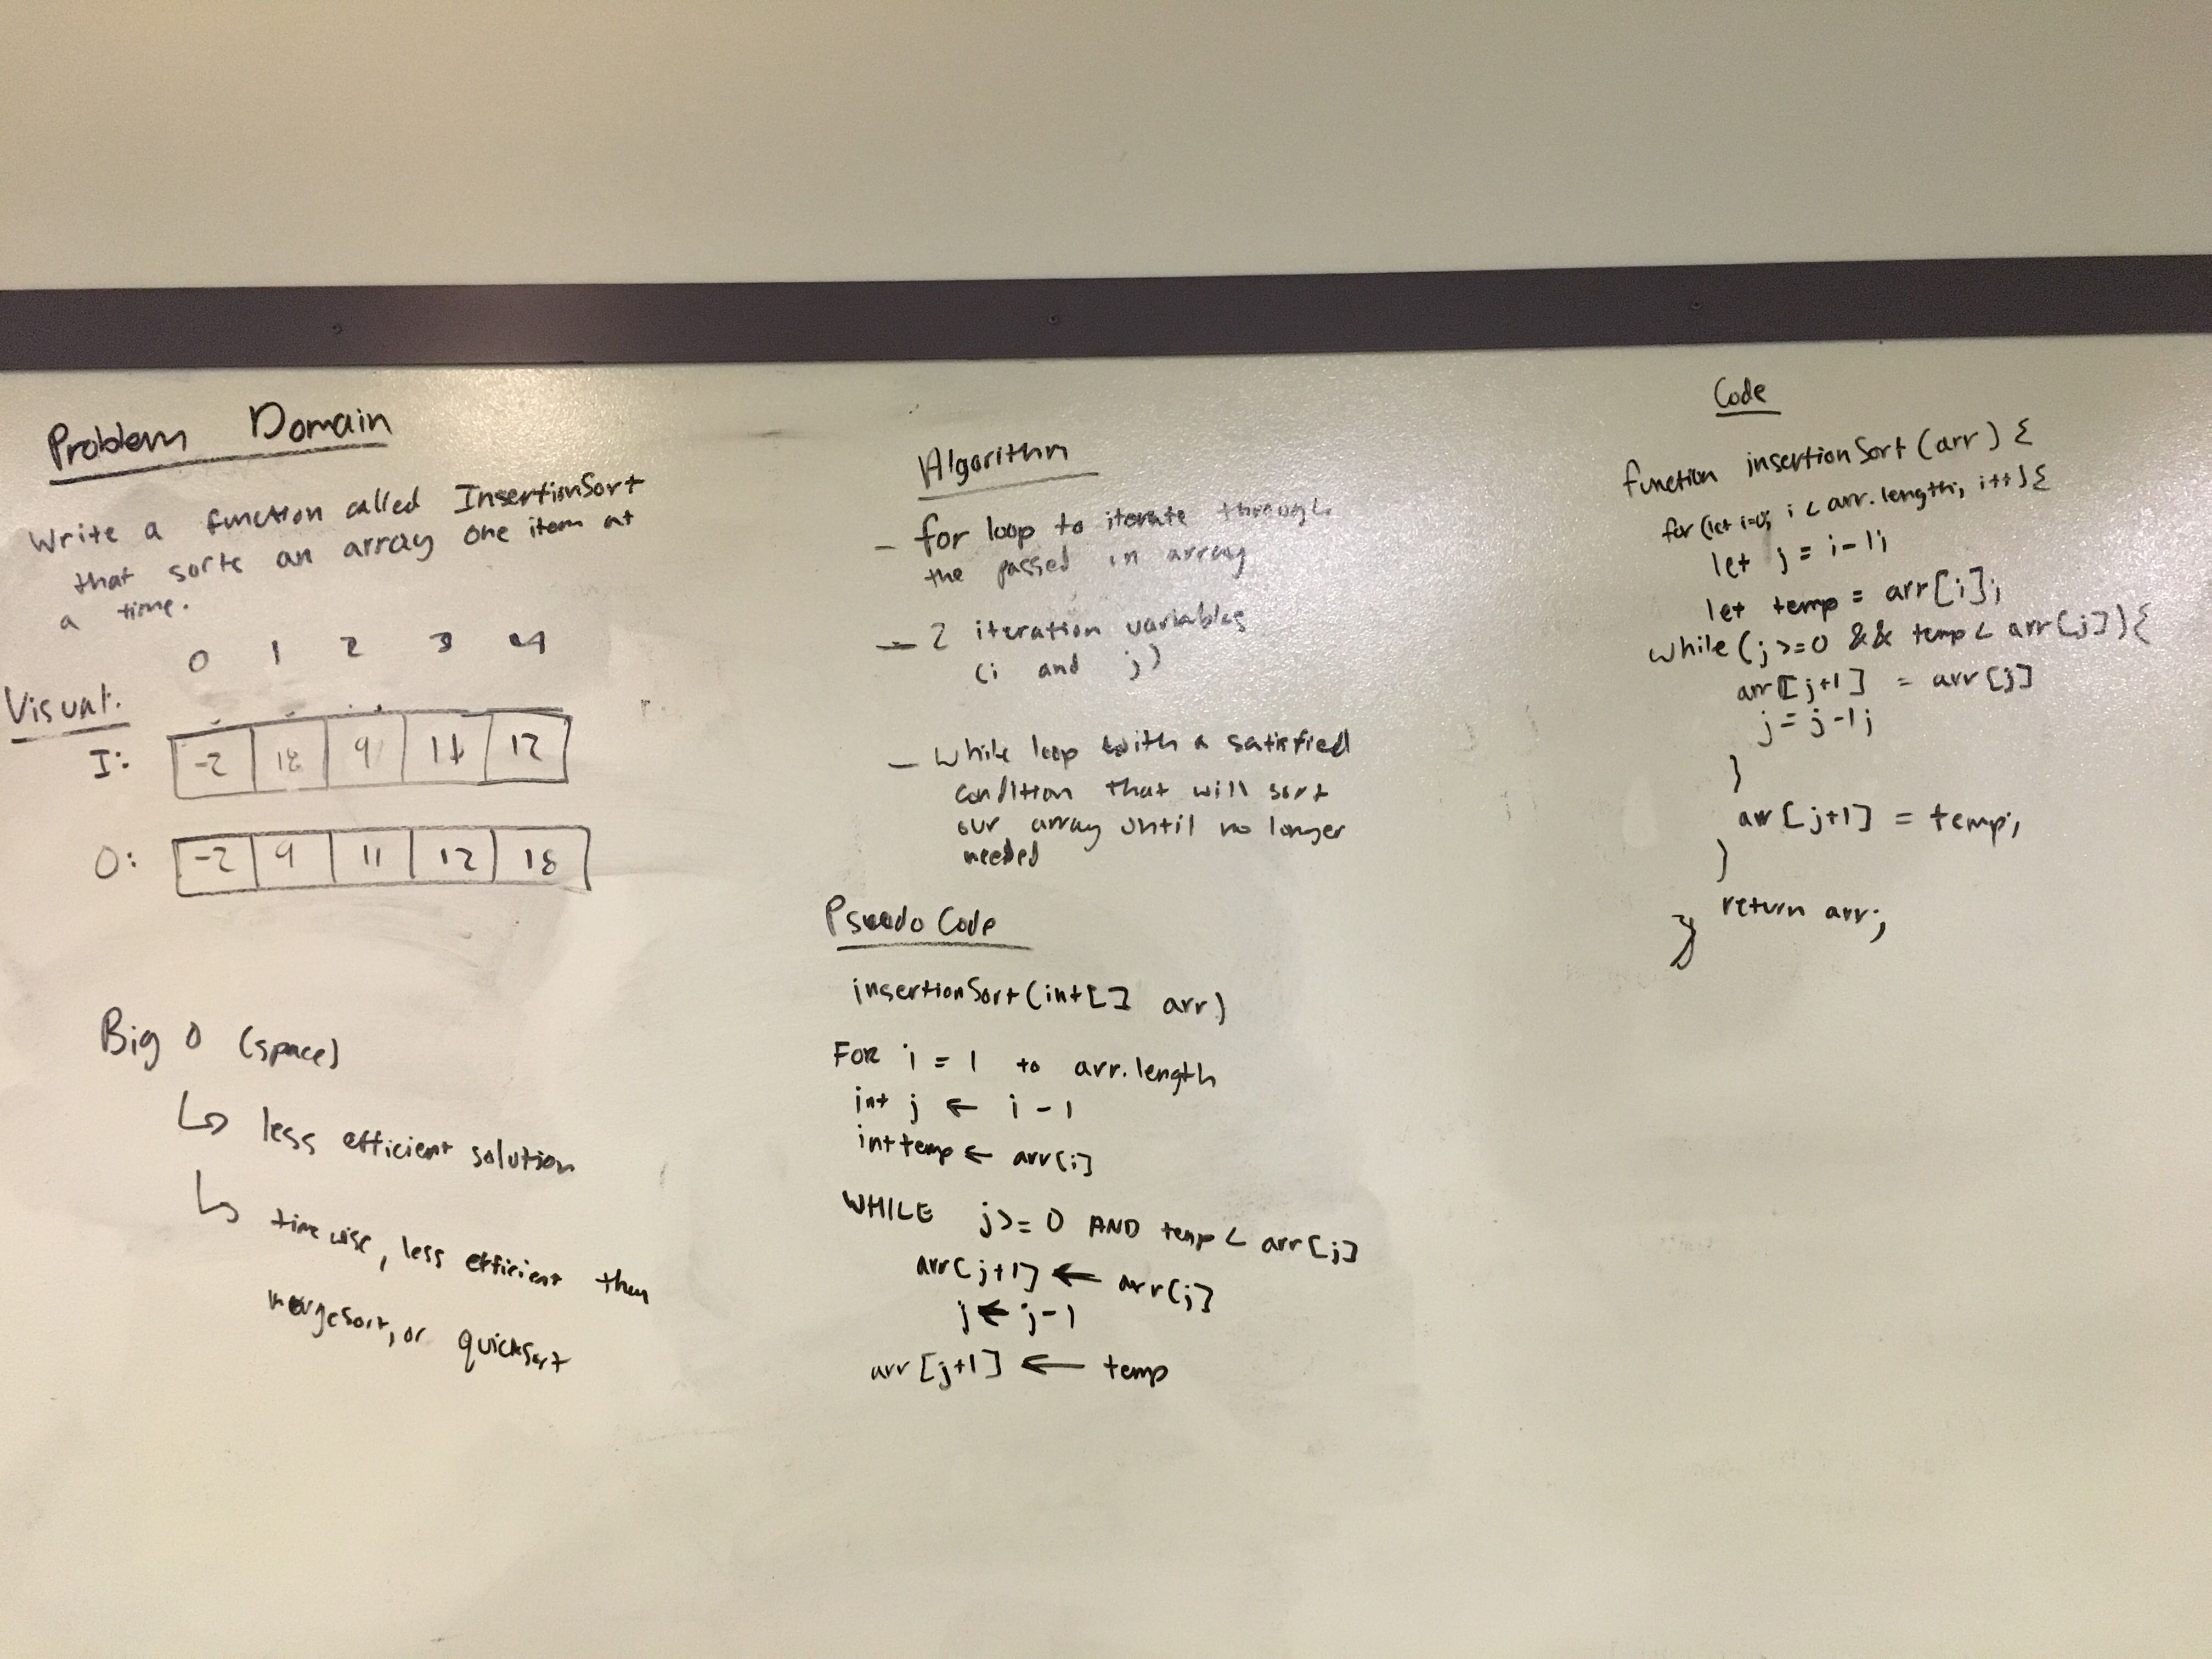 Problem Domain
Write a function called InsertionSort
that sorts an array one item at
a time.
0 1 2 3 4
Visual:
I: -2 18 9 11 12
O: -2 9 11 12 18
Big O (space)
↳ less efficient solution
↳ time wise, less efficient then
mergeSort, or quickSort
Algorithm
- for loop to iterate through
the passed in array
- 2 iteration variables
(i and j)
- while loop with a satisfied
condition that will sort
our array until no longer
needed
Pseudo Code
insertionSort(int[] arr)
FOR i = 1 to arr.length
int j ← i - 1
int temp ← arr[i]
WHILE j >= 0 AND temp < arr[j]
arr[j+1] ← arr[j]
j ← j-1
arr[j+1] ← temp
Code
function insertionSort(arr) {
for(let i=0; i < arr.length; i++){
let j = i-1;
let temp = arr[i];
while(j >=0 && temp < arr[j]){
arr[j+1] = arr[j]
j = j-1;
}
arr[j+1] = temp;
}
return arr;
}